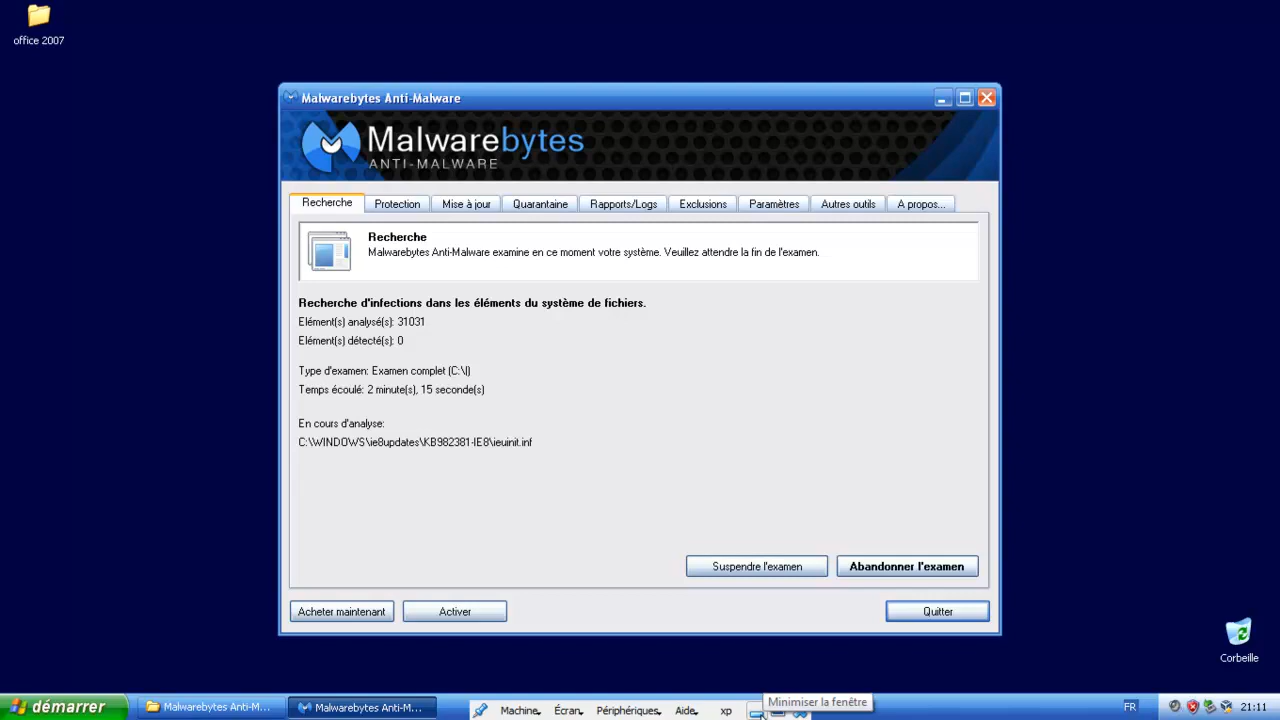 office 2007
Malwarebytes Anti-Malware
Malwarebytes
ANTI-MALWARE
Recherche Protection Mise à jour Quarantaine Rapports/Logs Exclusions Paramètres Autres outils A propos...
Recherche
Malwarebytes Anti-Malware examine en ce moment votre système. Veuillez attendre la fin de l'examen.
Recherche d'infections dans les éléments du système de fichiers.
Elément(s) analysé(s): 31031
Elément(s) détecté(s): 0
Type d'examen: Examen complet (C:\|)
Temps écoulé: 2 minute(s), 15 seconde(s)
En cours d'analyse:
C:\WINDOWS\ie8updates\KB982381-IE8\ieuinit.inf
Suspendre l'examen Abandonner l'examen
Acheter maintenant Activer Quitter
Corbeille
Minimiser la fenêtre
démarrer Malwarebytes Anti-M... Malwarebytes Anti-M... Machine Écran Périphériques Aide xp FR 21:11